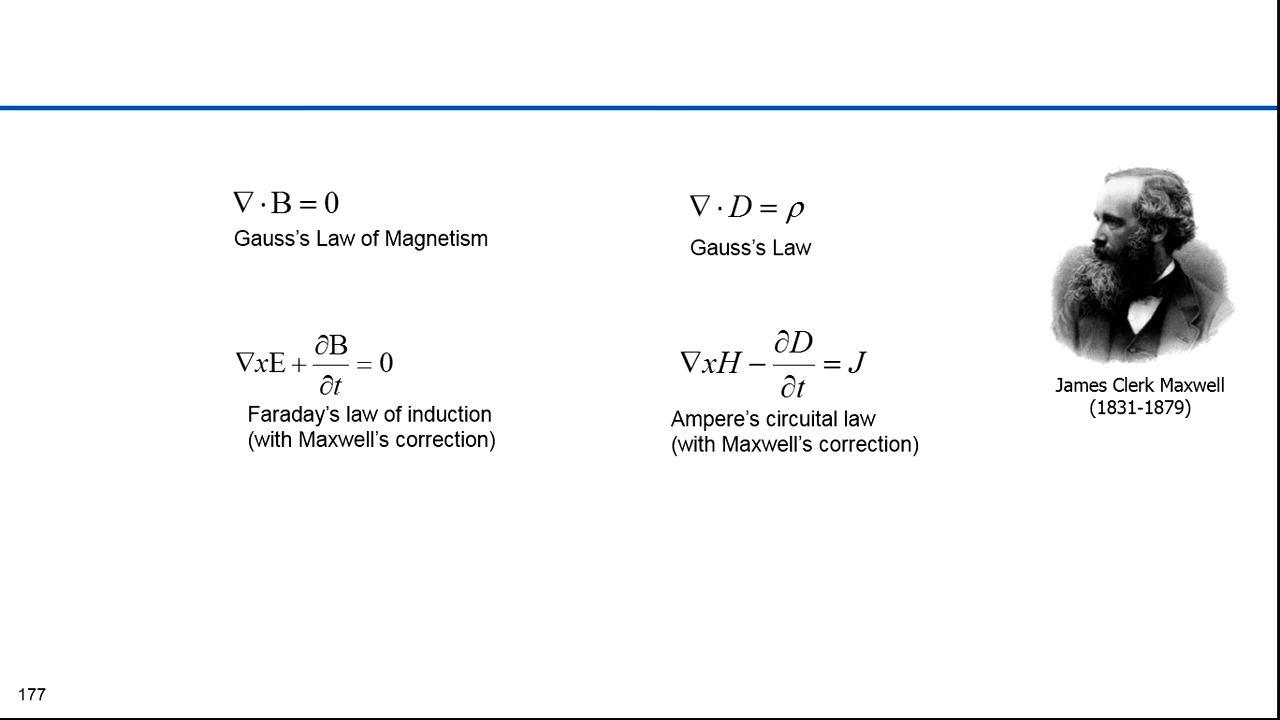 ∇ · B = 0
Gauss’s Law of Magnetism
∇ · D = ρ
Gauss’s Law
∇xE + ∂B/∂t = 0
Faraday’s law of induction
(with Maxwell’s correction)
∇xH − ∂D/∂t = J
Ampere’s circuital law
(with Maxwell’s correction)
James Clerk Maxwell
(1831-1879)
177